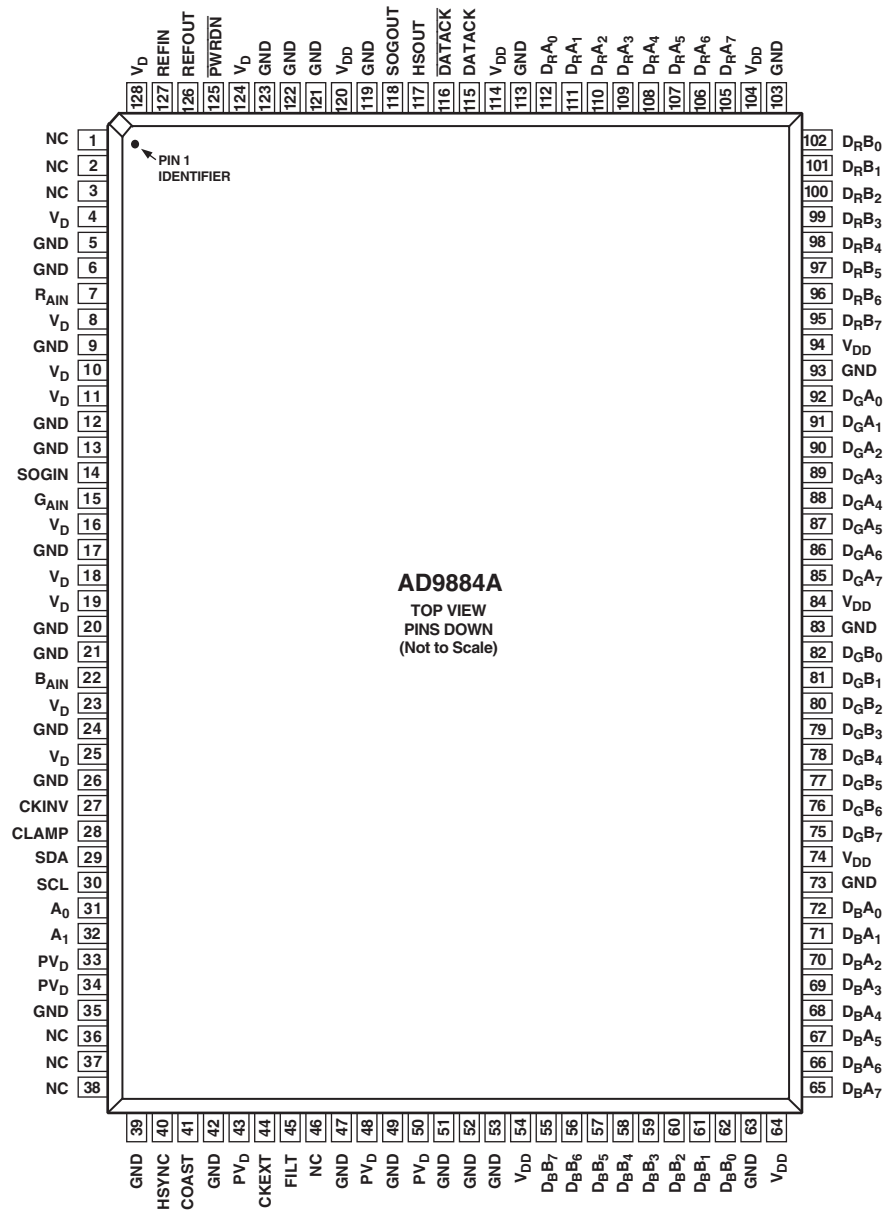 128 V_D
127 REFIN
126 REFOUT
125 PWRDN
124 V_D
123 GND
122 GND
121 GND
120 V_DD
119 GND
118 SOGOUT
117 HSOUT
116 DATACK
115 DATACK
114 V_DD
113 GND
112 D_RA_0
111 D_RA_1
110 D_RA_2
109 D_RA_3
108 D_RA_4
107 D_RA_5
106 D_RA_6
105 D_RA_7
104 V_DD
103 GND
NC 1
NC 2
NC 3
V_D 4
GND 5
GND 6
R_AIN 7
V_D 8
GND 9
V_D 10
V_D 11
GND 12
GND 13
SOGIN 14
G_AIN 15
V_D 16
GND 17
V_D 18
V_D 19
GND 20
GND 21
B_AIN 22
V_D 23
GND 24
V_D 25
GND 26
CKINV 27
CLAMP 28
SDA 29
SCL 30
A_0 31
A_1 32
PV_D 33
PV_D 34
GND 35
NC 36
NC 37
NC 38
PIN 1
IDENTIFIER
AD9884A
TOP VIEW
PINS DOWN
(Not to Scale)
102 D_RB_0
101 D_RB_1
100 D_RB_2
99 D_RB_3
98 D_RB_4
97 D_RB_5
96 D_RB_6
95 D_RB_7
94 V_DD
93 GND
92 D_GA_0
91 D_GA_1
90 D_GA_2
89 D_GA_3
88 D_GA_4
87 D_GA_5
86 D_GA_6
85 D_GA_7
84 V_DD
83 GND
82 D_GB_0
81 D_GB_1
80 D_GB_2
79 D_GB_3
78 D_GB_4
77 D_GB_5
76 D_GB_6
75 D_GB_7
74 V_DD
73 GND
72 D_BA_0
71 D_BA_1
70 D_BA_2
69 D_BA_3
68 D_BA_4
67 D_BA_5
66 D_BA_6
65 D_BA_7
39 GND
40 HSYNC
41 COAST
42 GND
43 PV_D
44 CKEXT
45 FILT
46 NC
47 GND
48 PV_D
49 GND
50 PV_D
51 GND
52 GND
53 GND
54 V_DD
55 D_BB_7
56 D_BB_6
57 D_BB_5
58 D_BB_4
59 D_BB_3
60 D_BB_2
61 D_BB_1
62 D_BB_0
63 GND
64 V_DD